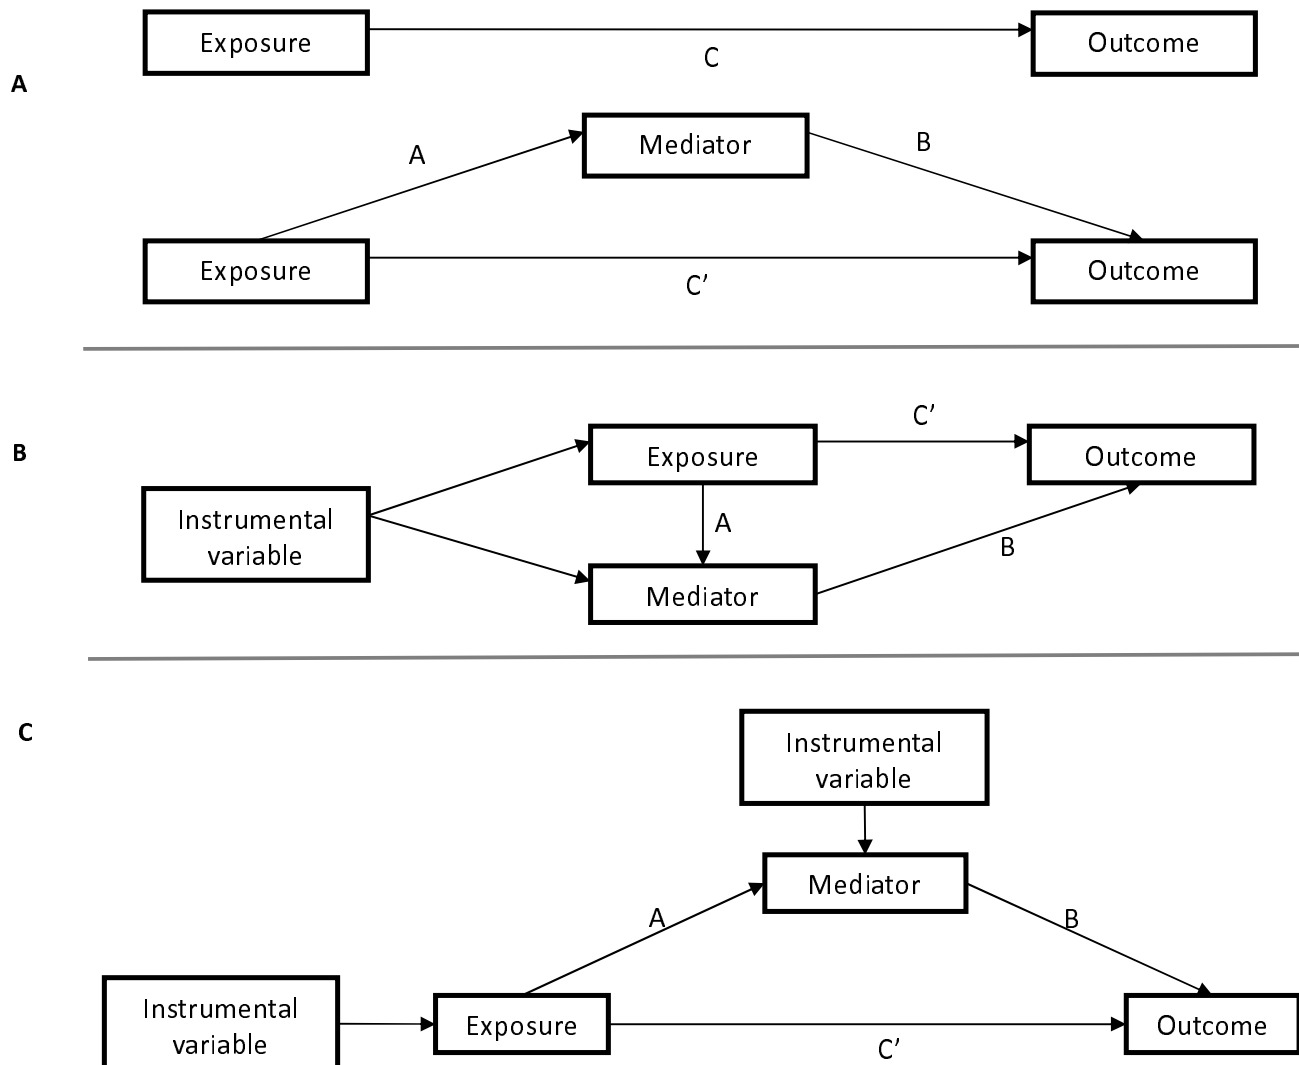 Exposure
Outcome
C
A
Mediator
A
B
Exposure
Outcome
C’
C’
B
Exposure
Outcome
Instrumental
variable
A
B
Mediator
C
Instrumental
variable
Mediator
A
B
Instrumental
variable
Exposure
Outcome
C’